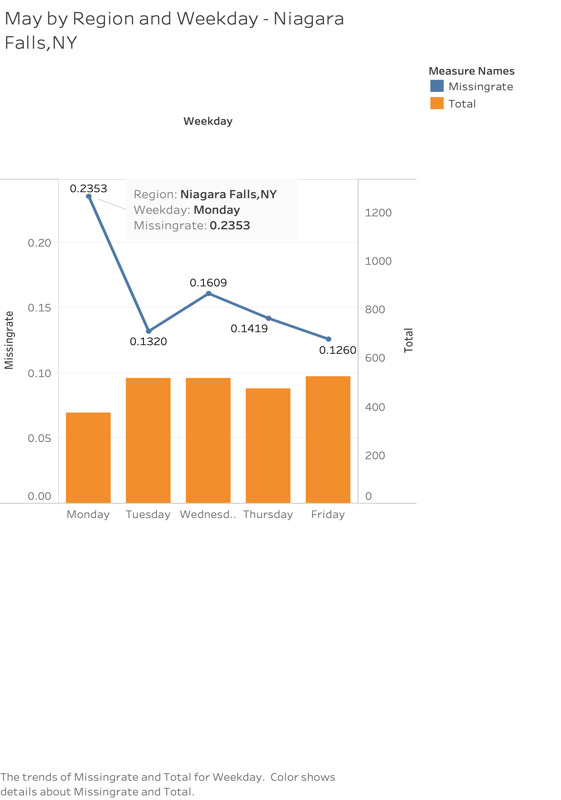 May by Region and Weekday - Niagara
Falls,NY
Measure Names
Missingrate
Total
Weekday
0.2353
Region: Niagara Falls,NY
Weekday: Monday
Missingrate: 0.2353
0.20
0.15
0.10
0.05
0.00
Missingrate
0.1320
0.1609
0.1419
0.1260
1200
1000
800
600
400
200
0
Total
Monday
Tuesday
Wednesd..
Thursday
Friday
The trends of Missingrate and Total for Weekday. Color shows
details about Missingrate and Total.